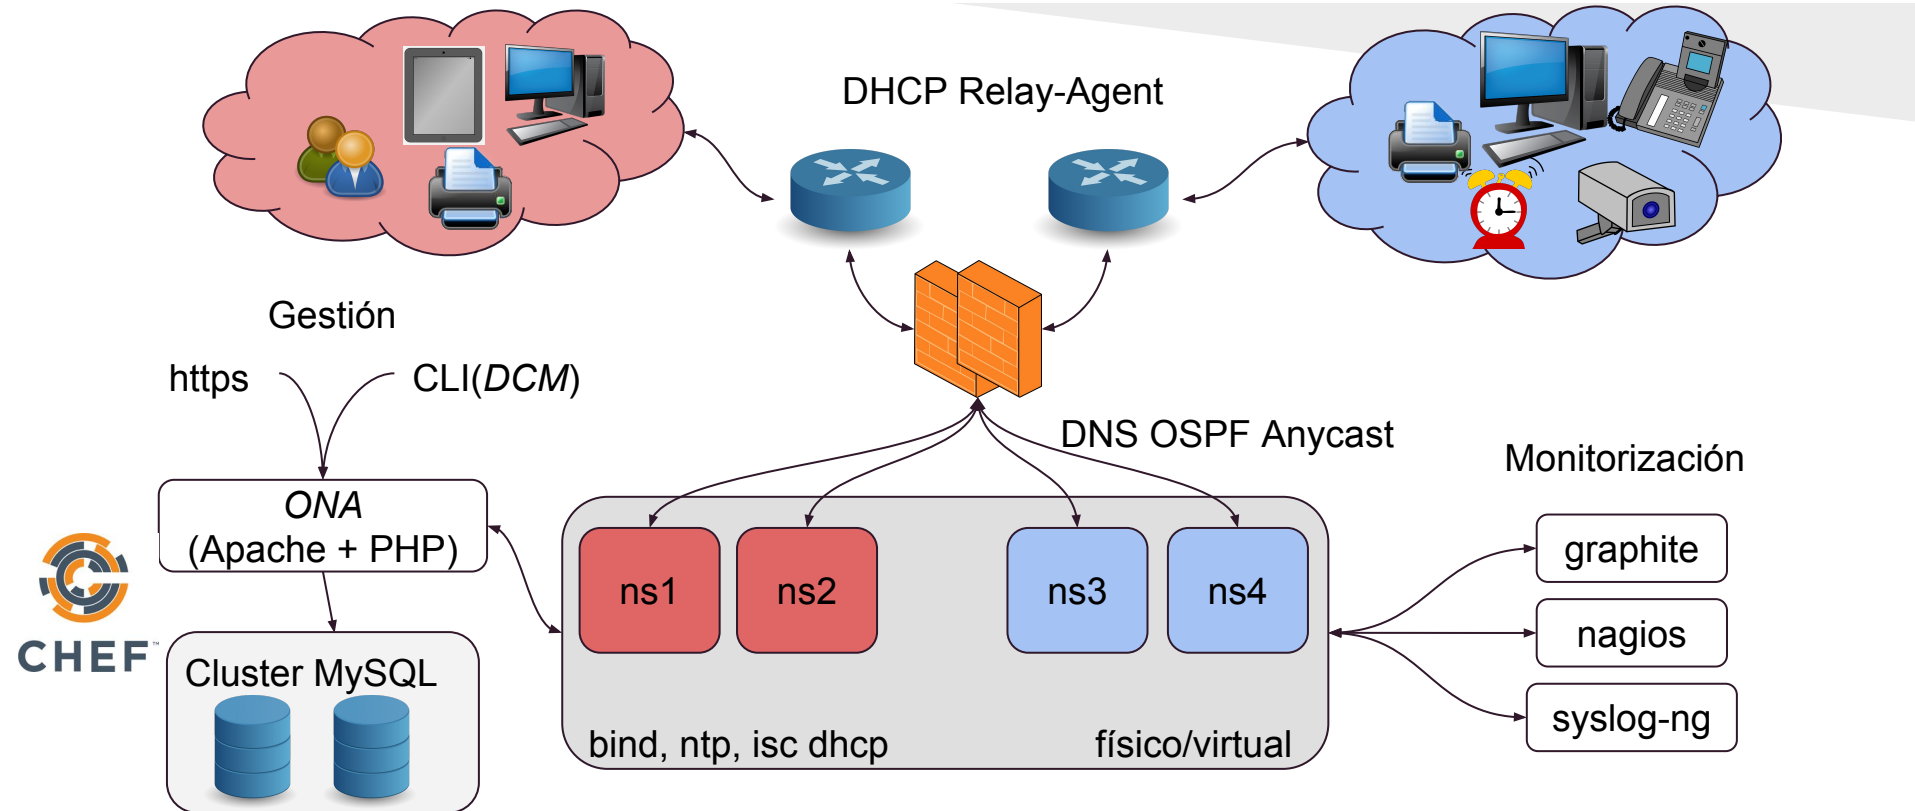 DHCP Relay-Agent
Gestión
https
CLI(DCM)
DNS OSPF Anycast
Monitorización
ONA
(Apache + PHP)
CHEF™
Cluster MySQL
ns1
ns2
ns3
ns4
bind, ntp, isc dhcp
físico/virtual
graphite
nagios
syslog-ng